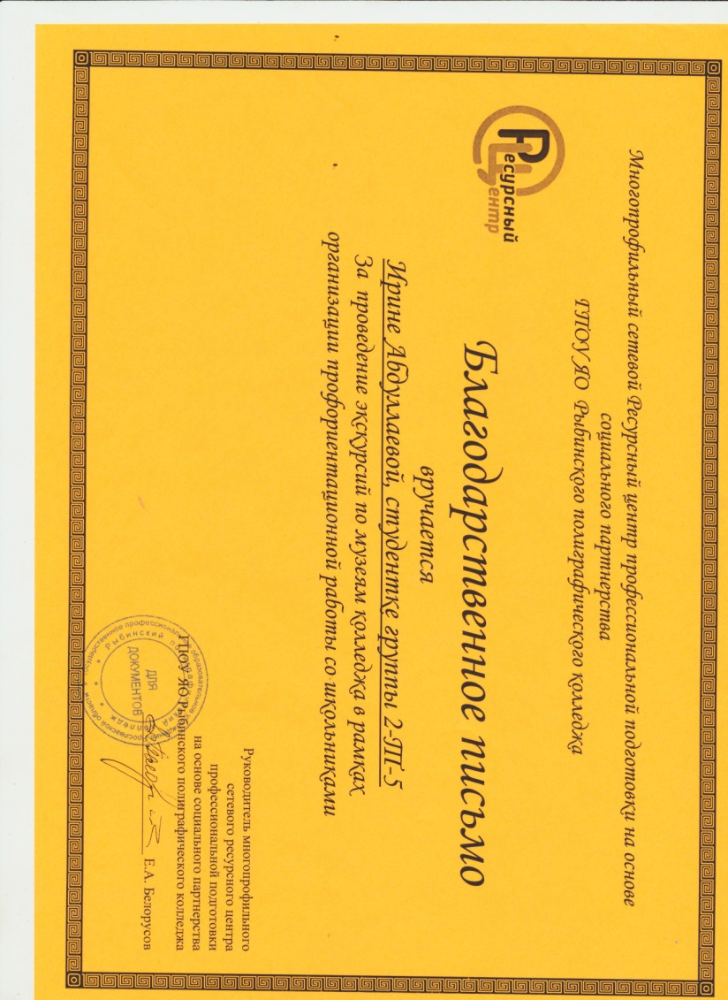 Многопрофильный сетевой Ресурсный центр профессиональной подготовки на основе
социального партнерства
ГПОУ ЯО Рыбинского полиграфического колледжа
Ресурсный
Центр
Благодарственное письмо
вручается
Ирине Абдуллаевой, студентке группы 2-ТГ-5
За проведение экскурсий по музеям колледжа в рамках
организации профориентационной работы со школьниками
Руководитель многопрофильного
сетевого ресурсного центра
профессиональной подготовки
на основе социального партнерства
ГПОУ ЯО Рыбинского полиграфического колледжа
Е.А. Белорусов
ДЛЯ
ДОКУМЕНТОВ